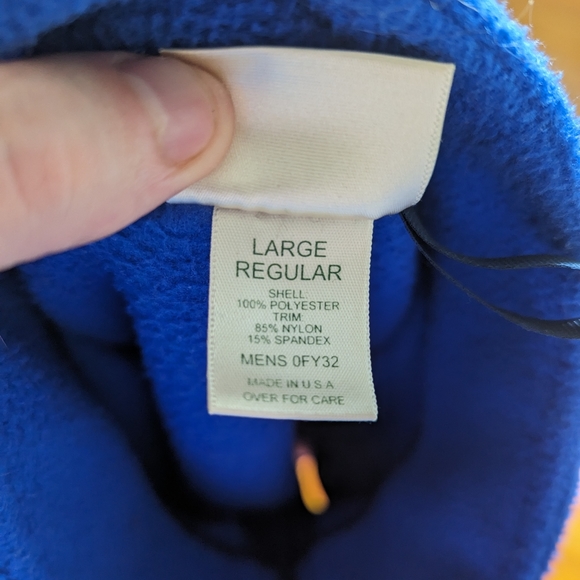 LARGE
REGULAR
SHELL:
100% POLYESTER
TRIM:
85% NYLON
15% SPANDEX
MENS 0FY32
MADE IN U S A
OVER FOR CARE